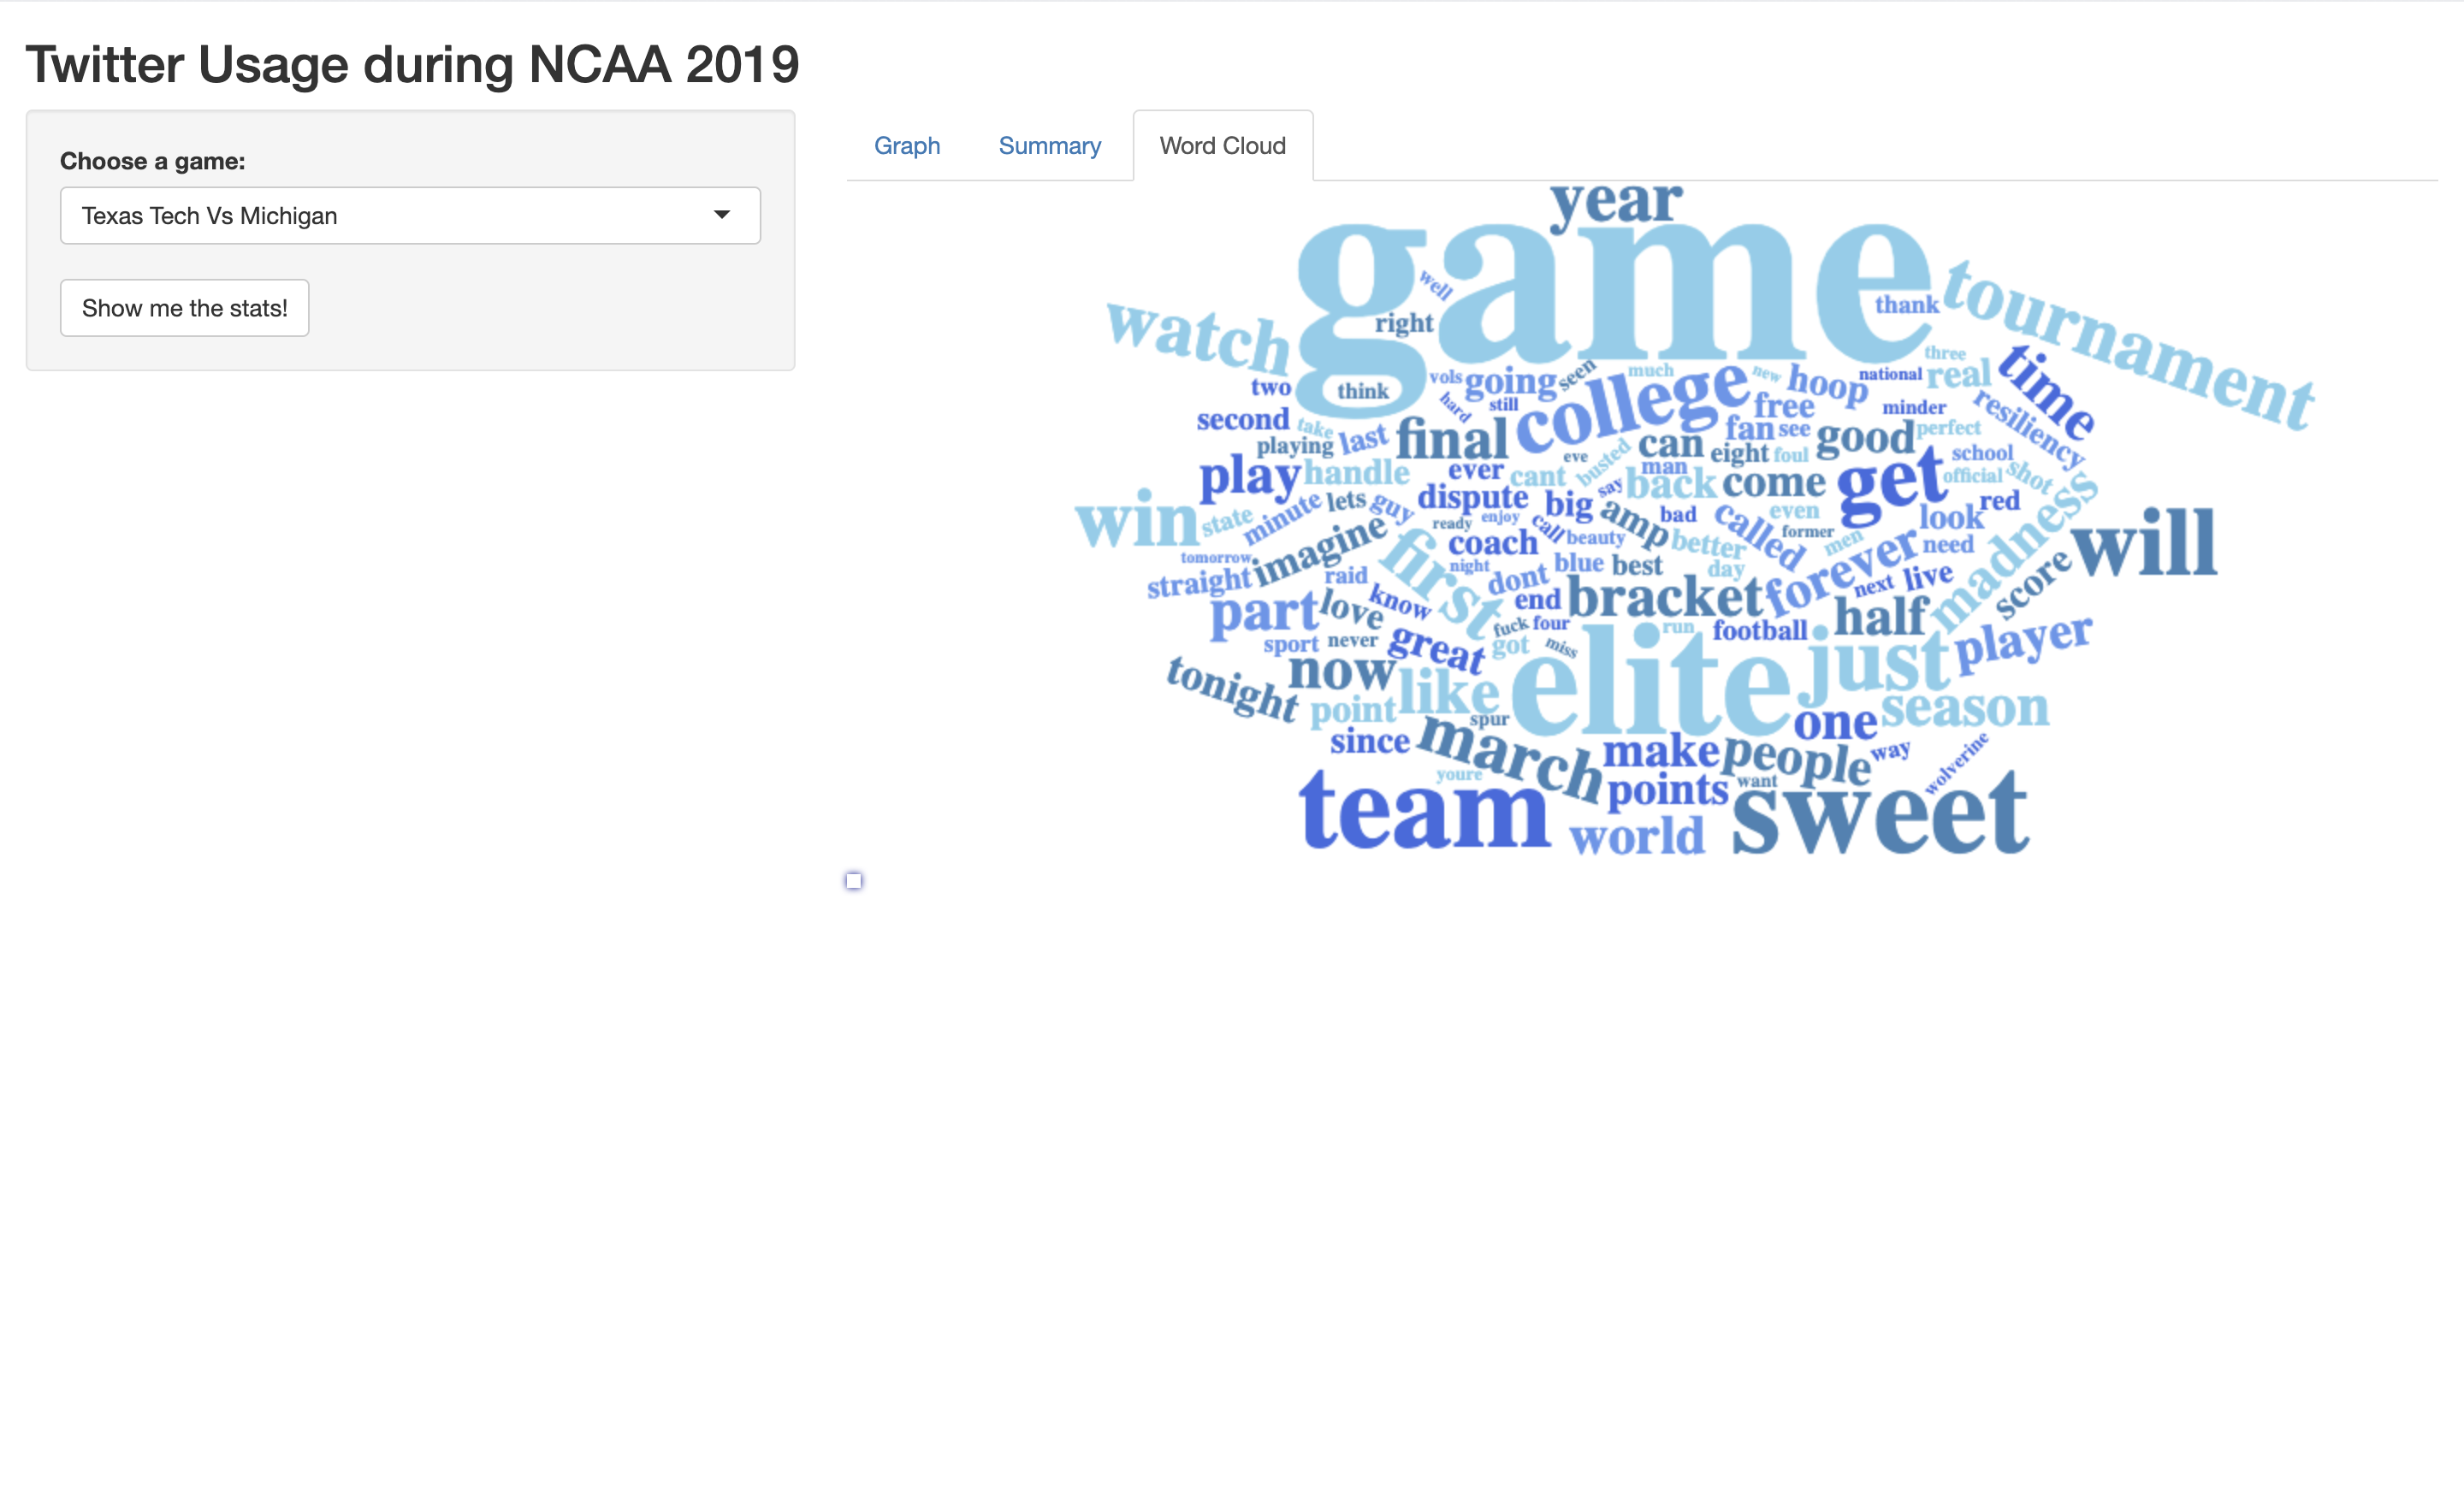 Twitter Usage during NCAA 2019
Choose a game:
Texas Tech Vs Michigan
Show me the stats!
Graph Summary Word Cloud
year
game
well
right
thank
tournament
watch
think
two
vols
going
seen
much
new
hoop
national
three
real
time
hard
still
college
free
minder
resiliency
second
take
playing
last
final
fan
see
good
perfect
can
eight
foul
school
eve
busted
play
handle
ever
cant
man
say
back
come
get
official
shot
madness
win
state
minute
lets
guy
dispute
big
amp
bad
called
even
look
red
will
ready
enjoy
call
beauty
former
men
imagine
first
coach
better
forever
need
tomorrow
straight
raid
night
dont
blue
best
day
next
live
score
part
love
know
end
bracket
half
fuck
four
run
football
player
sport
never
great
got
miss
elite
just
tonight
now
like
point
spur
one
season
since
march
make
people
way
wolverine
youre
points
want
team
world
sweet